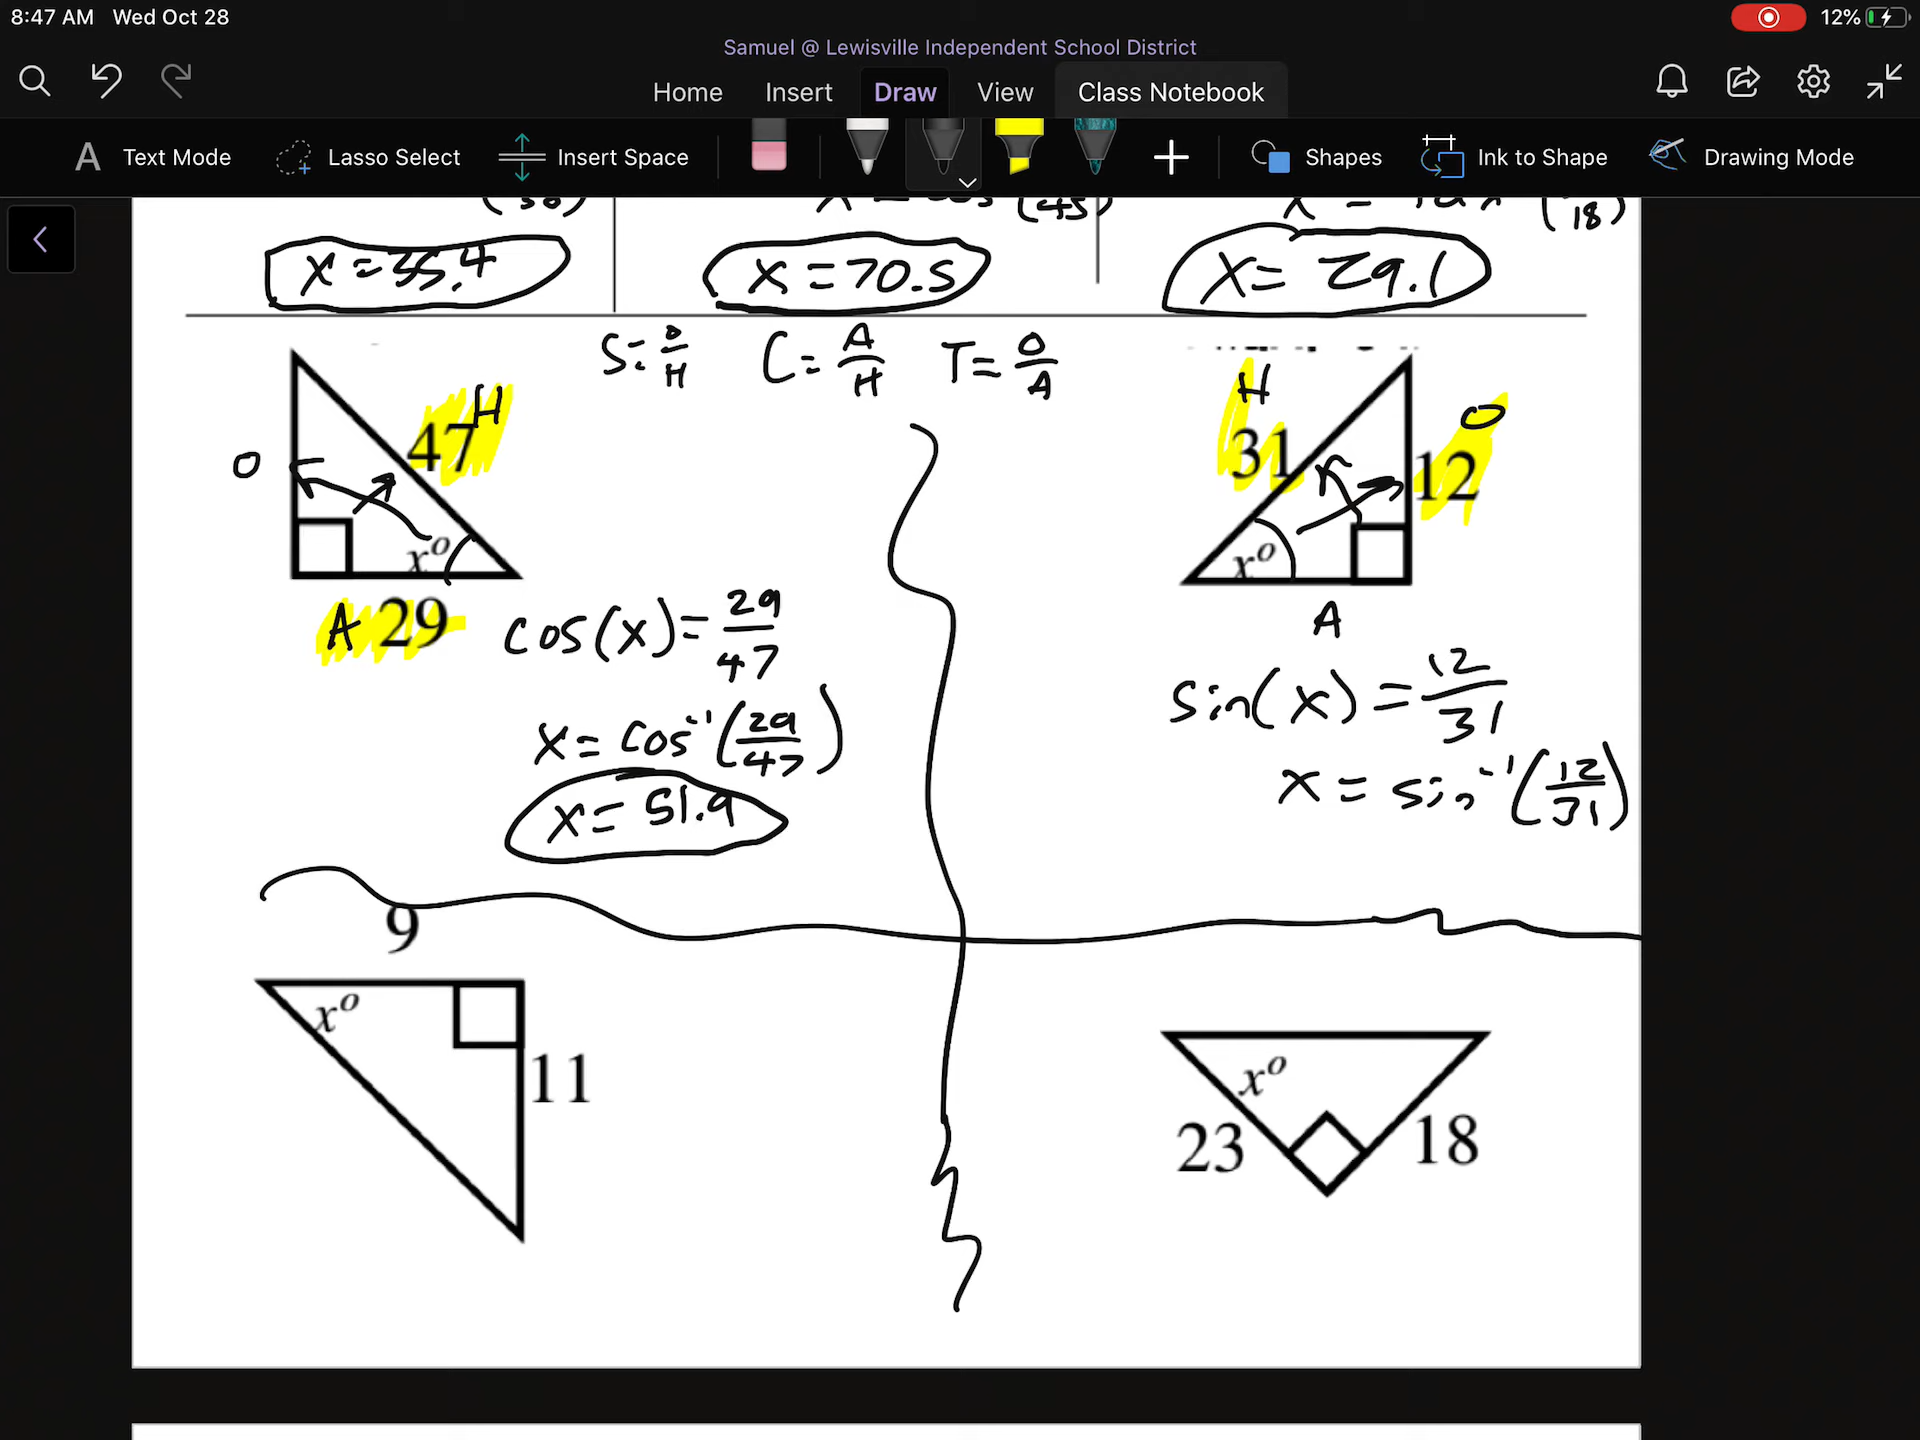 8:47 AM Wed Oct 28
12%
Samuel @ Lewisville Independent School District
Home Insert Draw View Class Notebook
A Text Mode Lasso Select Insert Space Shapes Ink to Shape Drawing Mode
(45)
18)
x = 35.4
x = 70.5
x = 29.1
S = O/H C = A/H T = O/A
H
47
O
x°
A 29
cos(x) = 29/47
x = cos⁻¹(29/47)
x = 51.9
H
31
O
12
x°
A
sin(x) = 12/31
x = sin⁻¹(12/31)
9
x°
11
x°
23
18